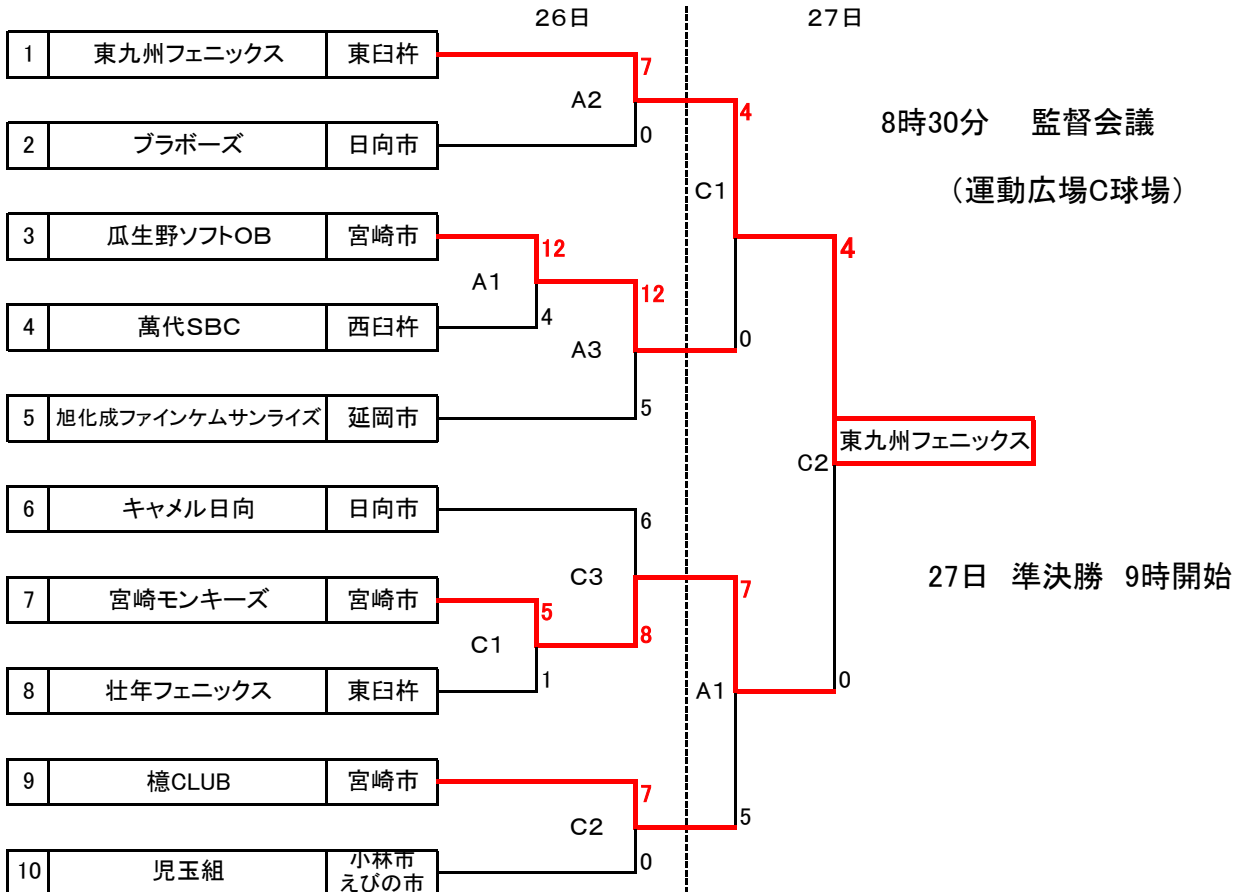 26日
27日
1 東九州フェニックス 東臼杵
7
A2
4
8時30分 監督会議
2 ブラボーズ 日向市
0
C1
（運動広場C球場）
3 瓜生野ソフトOB 宮崎市
12
4
A1
12
4 萬代SBC 西臼杵
4
A3
0
5 旭化成ファインケムサンライズ 延岡市
5
東九州フェニックス
C2
6 キャメル日向 日向市
6
C3
7
27日 準決勝 9時開始
7 宮崎モンキーズ 宮崎市
5
C1
8
8 壮年フェニックス 東臼杵
1
A1
0
9 檍CLUB 宮崎市
7
C2
5
10 児玉組 小林市
えびの市
0